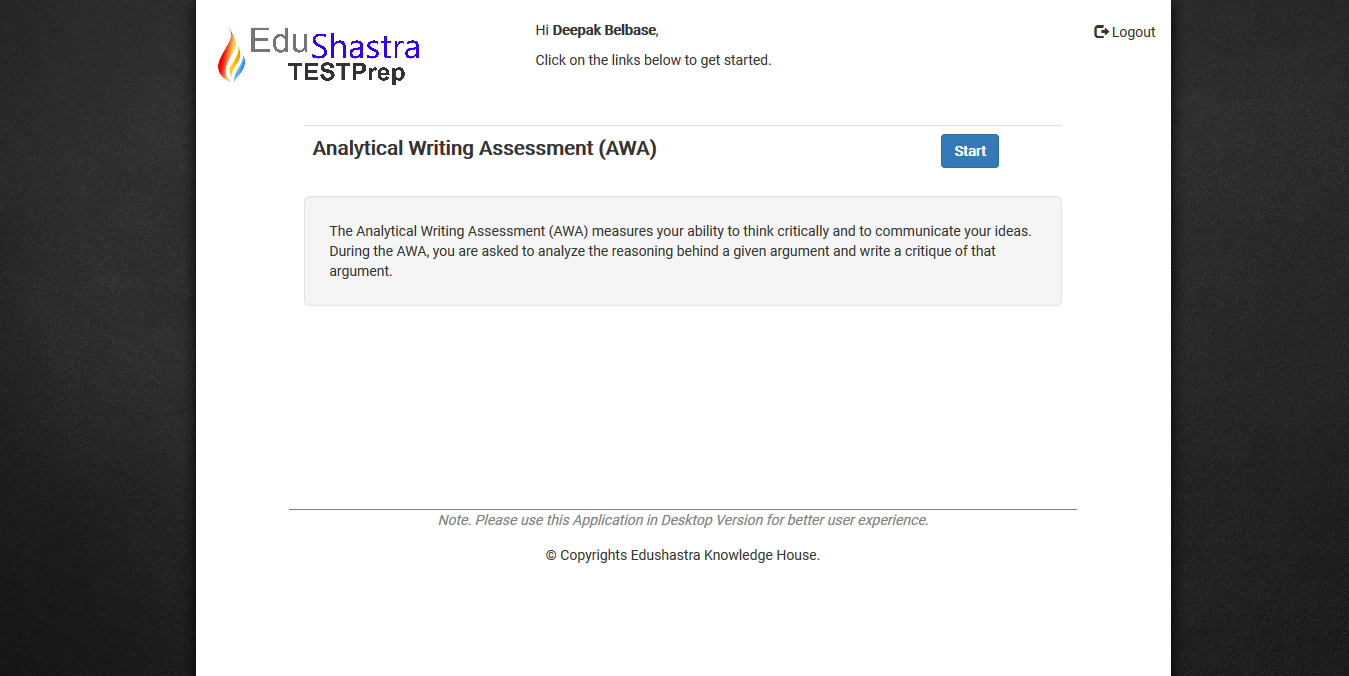 Edu Shastra
TESTPrep
Hi Deepak Belbase,
Click on the links below to get started.
Logout
Analytical Writing Assessment (AWA)
Start
The Analytical Writing Assessment (AWA) measures your ability to think critically and to communicate your ideas.
During the AWA, you are asked to analyze the reasoning behind a given argument and write a critique of that
argument.
Note. Please use this Application in Desktop Version for better user experience.
© Copyrights Edushastra Knowledge House.